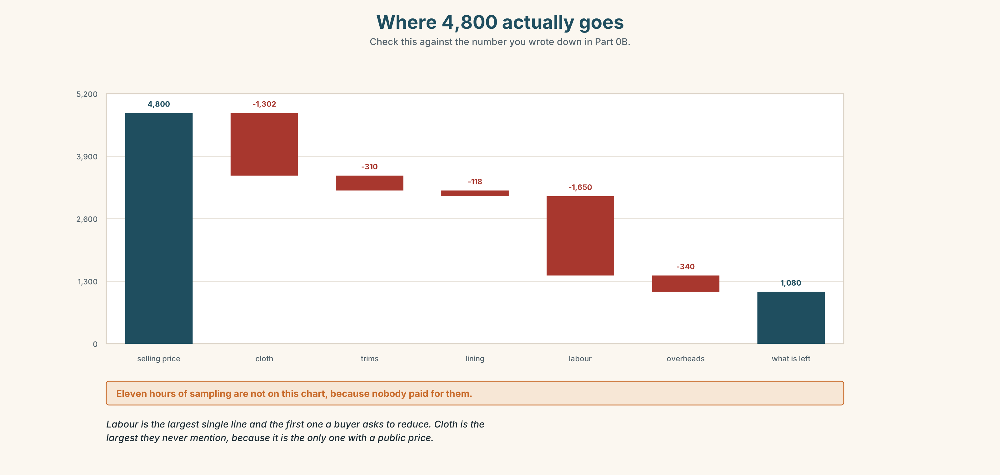 Where 4,800 actually goes
Check this against the number you wrote down in Part 0B.
5,200
3,900
2,600
1,300
0
4,800
-1,302
-310
-118
-1,650
-340
1,080
selling price
cloth
trims
lining
labour
overheads
what is left
Eleven hours of sampling are not on this chart, because nobody paid for them.
Labour is the largest single line and the first one a buyer asks to reduce. Cloth is the
largest they never mention, because it is the only one with a public price.